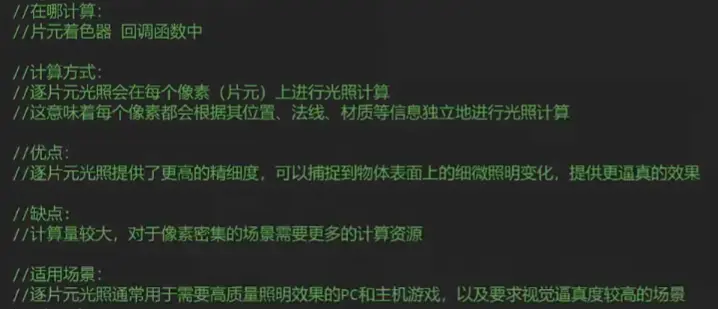 //在哪计算：
//片元着色器 回调函数中
//计算方式：
//逐片元光照会在每个像素（片元）上进行光照计算
//这意味着每个像素都会根据其位置、法线、材质等信息独立地进行光照计算
//优点：
//逐片元光照提供了更高的精细度，可以捕捉到物体表面上的细微照明变化，提供更逼真的效果
//缺点：
//计算量较大，对于像素密集的场景需要更多的计算资源
//适用场景：
//逐片元光照通常用于需要高质量照明效果的PC和主机游戏，以及要求视觉逼真度较高的场景